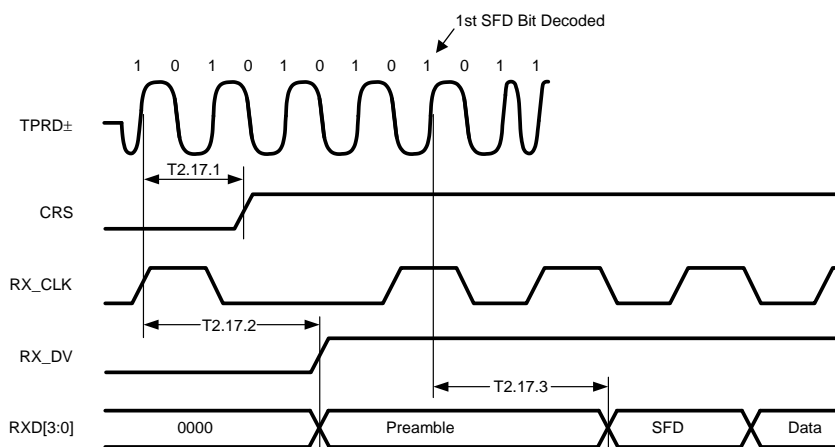 1st SFD Bit Decoded
1 0 1 0 1 0 1 0 1 0 1 1
TPRD±
T2.17.1
CRS
RX_CLK
T2.17.2
RX_DV
T2.17.3
RXD[3:0] 0000 Preamble SFD Data